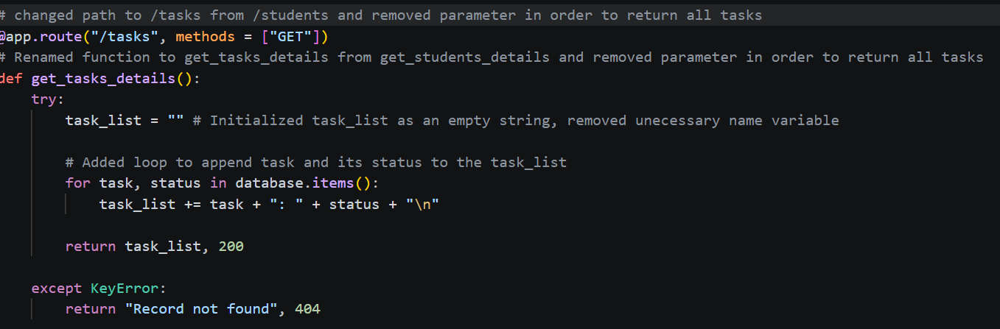 # changed path to /tasks from /students and removed parameter in order to return all tasks
@app.route("/tasks", methods = ["GET"])
# Renamed function to get_tasks_details from get_students_details and removed parameter in order to return all tasks
def get_tasks_details():
    try:
        task_list = "" # Initialized task_list as an empty string, removed unecessary name variable
        # Added loop to append task and its status to the task_list
        for task, status in database.items():
            task_list += task + ": " + status + "\n"
        return task_list, 200
    except KeyError:
        return "Record not found", 404